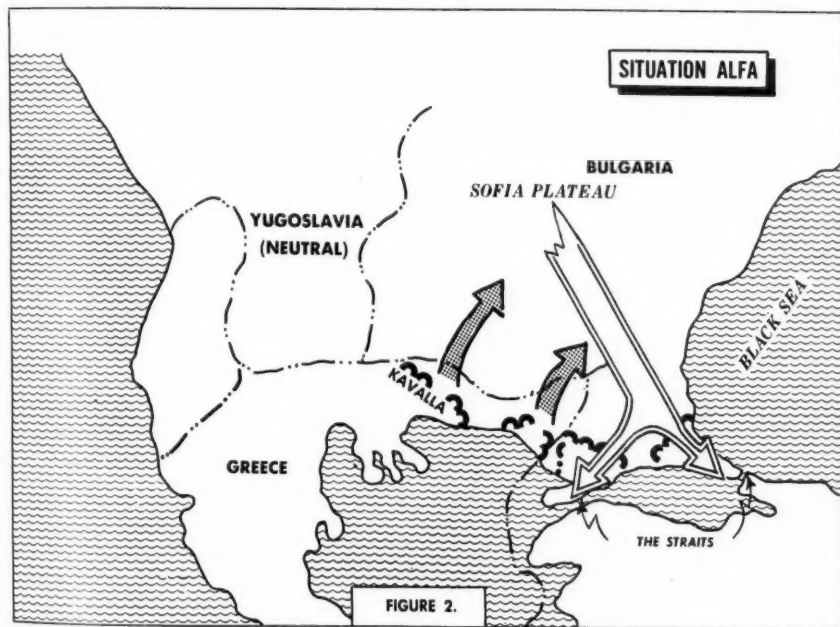 SITUATION ALFA
BULGARIA
SOFIA PLATEAU
YUGOSLAVIA
(NEUTRAL)
BLACK SEA
KAVALLA
GREECE
THE STRAITS
FIGURE 2.